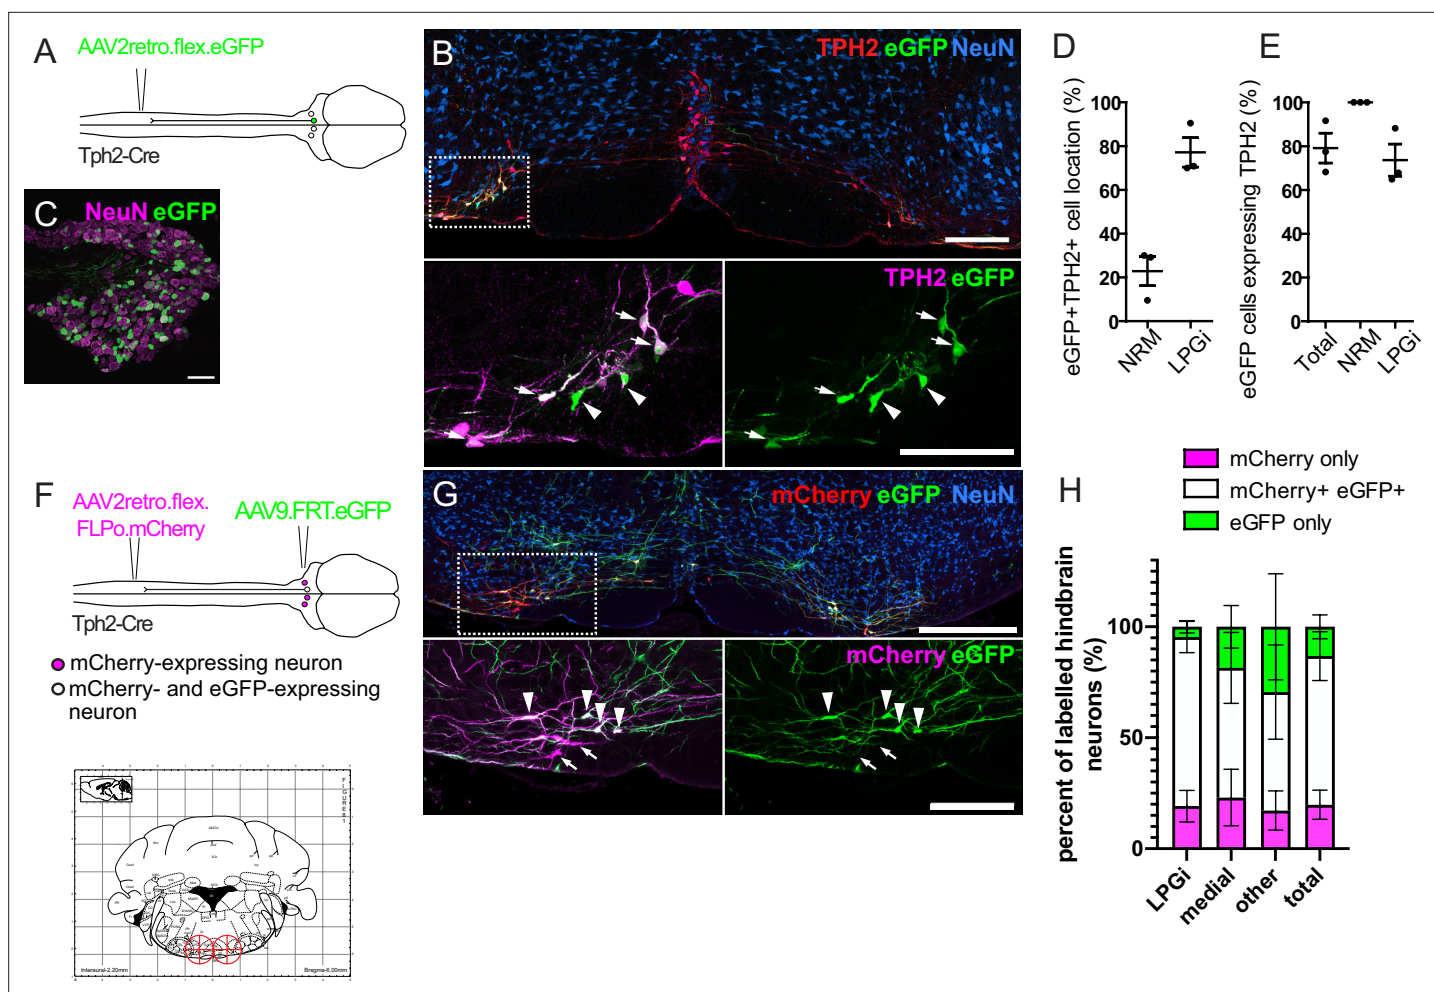 A
AAV2retro.flex.eGFP
Tph2-Cre
B
TPH2 eGFP NeuN
C
NeuN eGFP
TPH2 eGFP
TPH2 eGFP
D
eGFP+TPH2+ cell location (%)
100
80
60
40
20
0
NRM
LPGi
E
eGFP cells expressing TPH2 (%)
100
80
60
40
20
0
Total
NRM
LPGi
F
AAV2retro.flex.
FLPo.mCherry
AAV9.FRT.eGFP
Tph2-Cre
mCherry-expressing neuron
mCherry- and eGFP-expressing
neuron
Interaural-2.20mm
Bregma-6.00mm
G
mCherry eGFP NeuN
mCherry eGFP
mCherry eGFP
mCherry only
mCherry+ eGFP+
eGFP only
H
percent of labelled hindbrain
neurons (%)
100
50
0
LPGi
medial
other
total